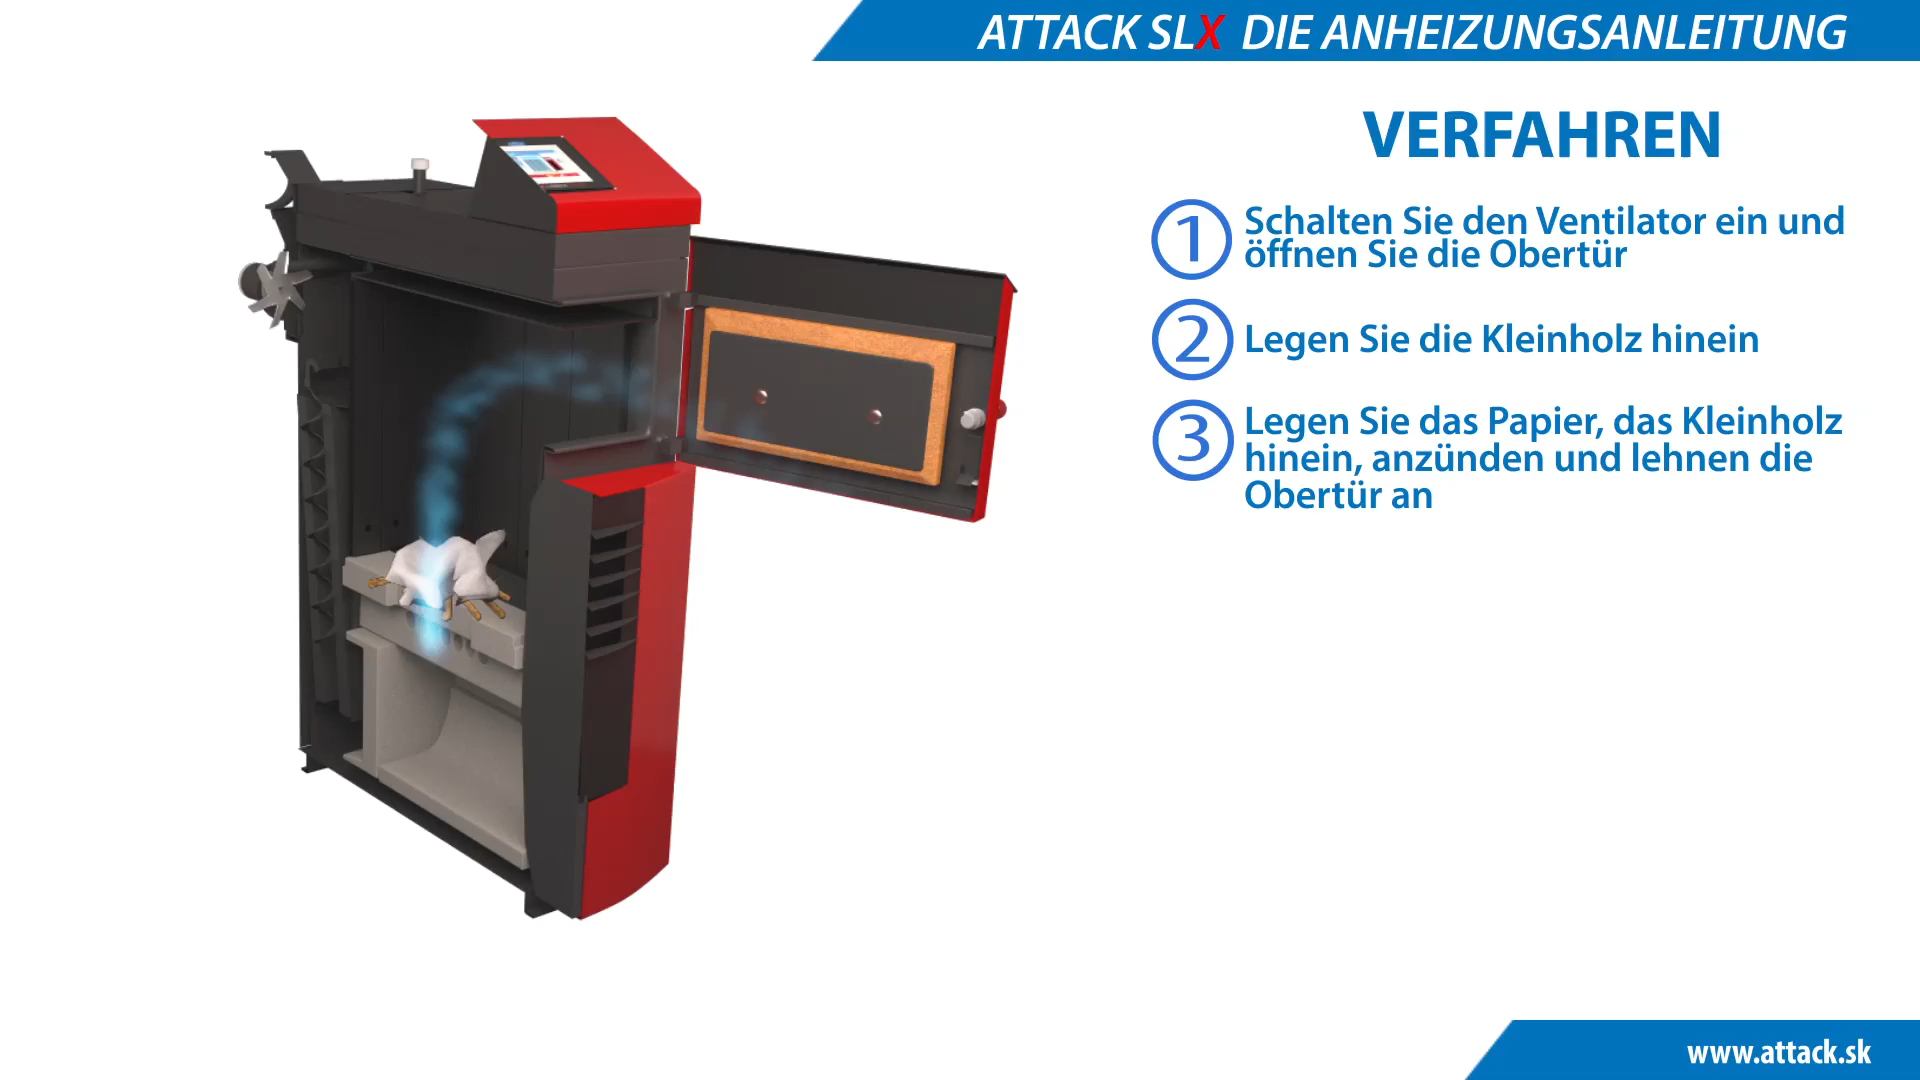 ATTACK SLX DIE ANHEIZUNGSANLEITUNG
VERFAHREN
1 Schalten Sie den Ventilator ein und
öffnen Sie die Obertür
2 Legen Sie die Kleinholz hinein
3 Legen Sie das Papier, das Kleinholz
hinein, anzünden und lehnen die
Obertür an
www.attack.sk